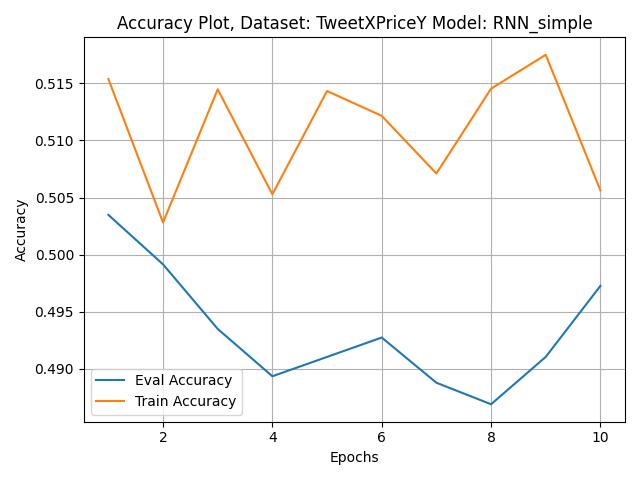 Accuracy Plot, Dataset: TweetXPriceY Model: RNN_simple
0.515
0.510
0.505
0.500
0.495
0.490
Accuracy
Eval Accuracy
Train Accuracy
2 4 6 8 10
Epochs